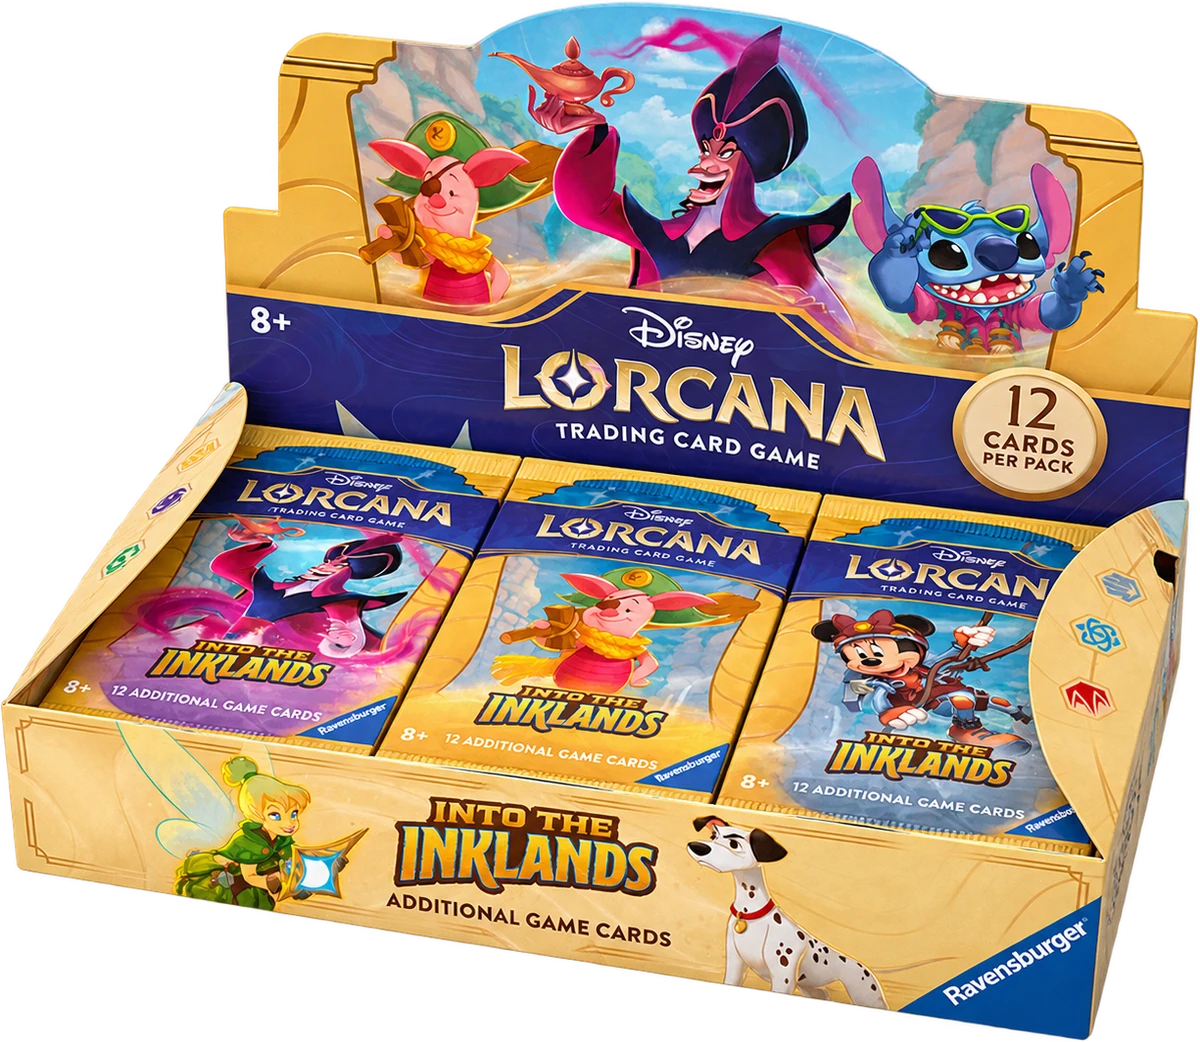 8+
Disney
LORCANA
TRADING CARD GAME
12
CARDS
PER PACK
Disney
LORCANA
TRADING CARD GAME
INTO THE
INKLANDS
8+
12 ADDITIONAL GAME CARDS
Ravensburger
Disney
LORCANA
TRADING CARD GAME
INTO THE
INKLANDS
8+
12 ADDITIONAL GAME CARDS
Ravensburger
Disney
LORCAN
TRADING CARD GAME
INTO THE
INKLANDS
8+
12 ADDITIONAL GAME CARDS
Ravensbu
INTO THE
INKLANDS
ADDITIONAL GAME CARDS
Ravensburger